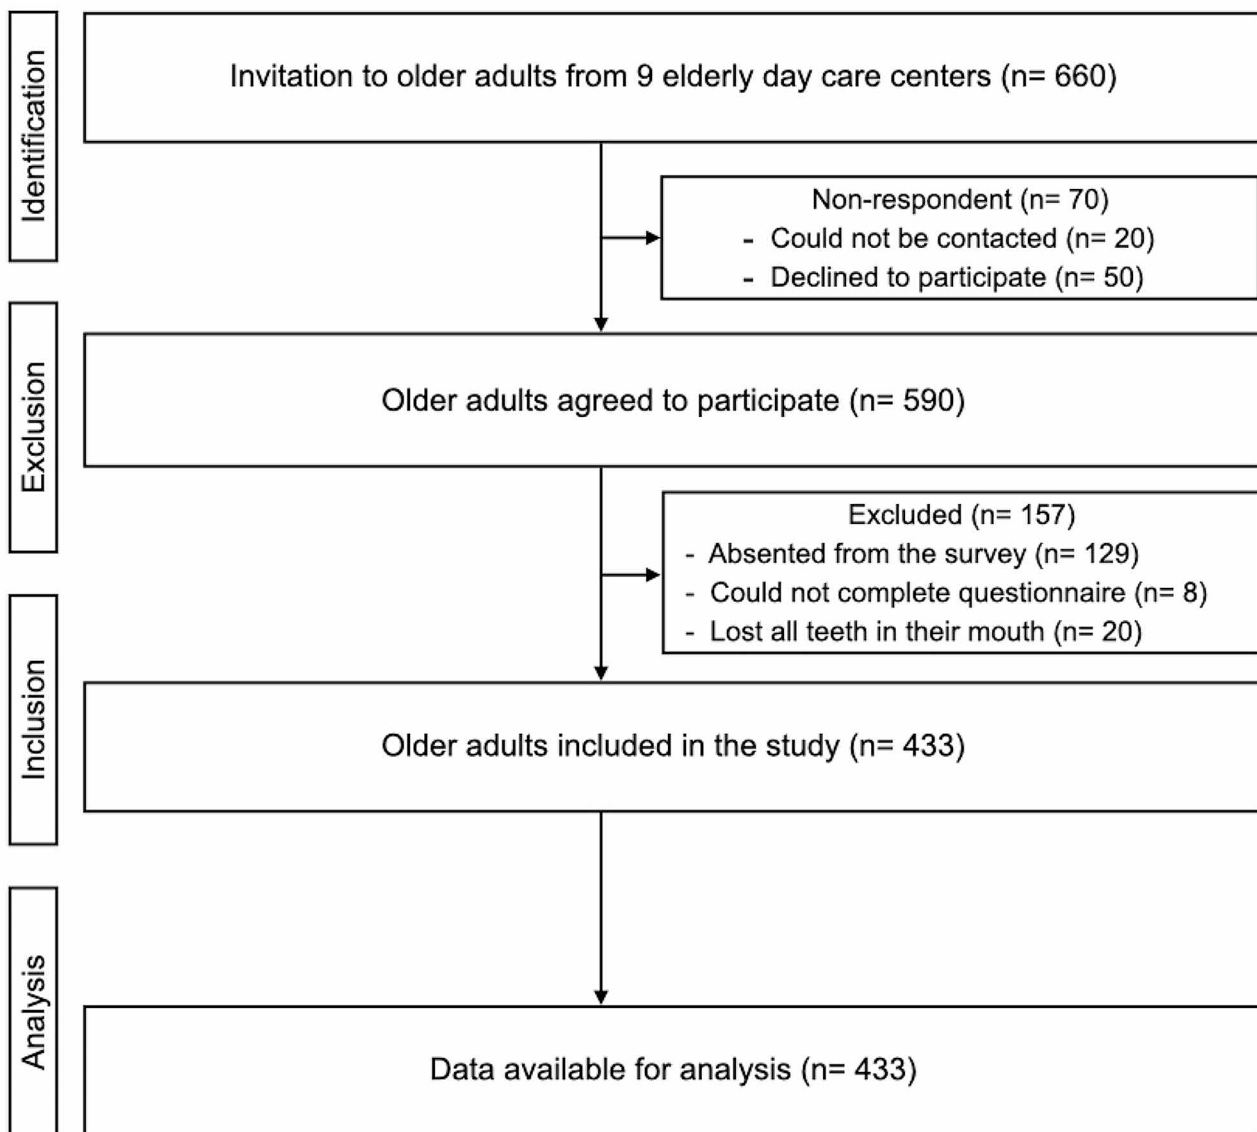 Identification
Invitation to older adults from 9 elderly day care centers (n= 660)
Non-respondent (n= 70)
- Could not be contacted (n= 20)
- Declined to participate (n= 50)
Exclusion
Older adults agreed to participate (n= 590)
Excluded (n= 157)
- Absented from the survey (n= 129)
- Could not complete questionnaire (n= 8)
- Lost all teeth in their mouth (n= 20)
Inclusion
Older adults included in the study (n= 433)
Analysis
Data available for analysis (n= 433)